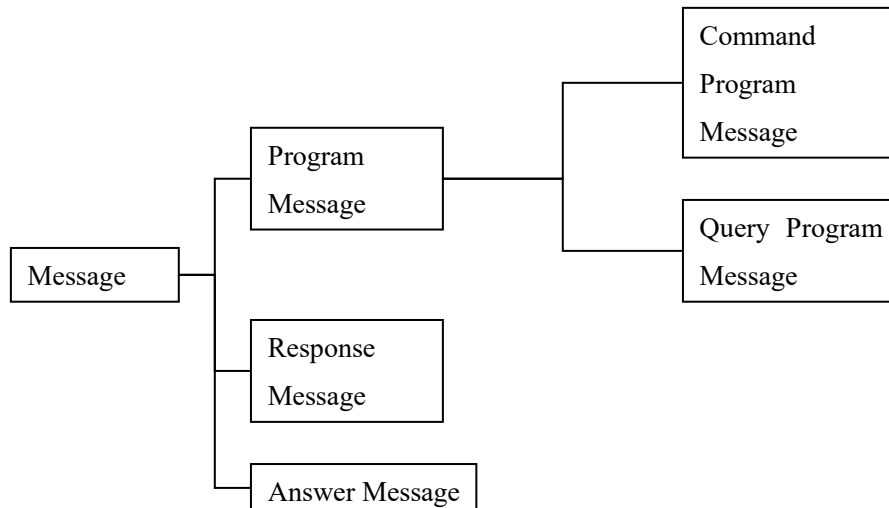 Message
Program
Message
Response
Message
Answer Message
Command
Program
Message
Query Program
Message